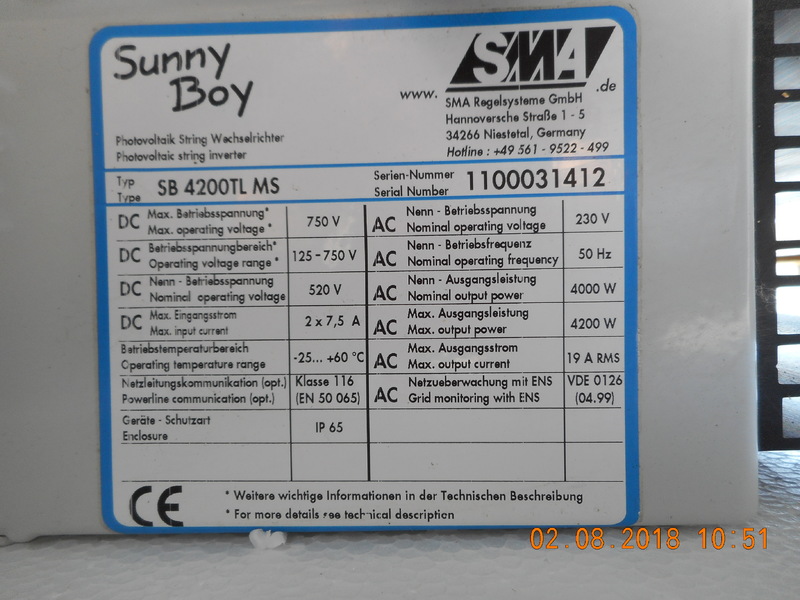 Sunny
Boy
SMA
www. .de
SMA Regelsysteme GmbH
Hannoversche Straße 1 - 5
34266 Niestetal, Germany
Hotline: +49 561 - 9522 - 499
Photovoltaik String Wechselrichter
Photovoltaic string inverter
Typ
Type
SB 4200TL MS
Serien-Nummer
Serial Number
1100031412
DC Max. Betriebsspannung*
Max. operating voltage *
750 V
AC Nenn - Betriebsspannung
Nominal operating voltage
230 V
DC Betriebsspannungbereich*
Operating voltage range *
125 - 750 V
AC Nenn - Betriebsfrequenz
Nominal operating frequency
50 Hz
DC Nenn - Betriebsspannung
Nominal operating voltage
520 V
AC Nenn - Ausgangsleistung
Nominal output power
4000 W
DC Max. Eingangsstrom
Max. input current
2 x 7,5 A
AC Max. Ausgangsleistung
Max. output power
4200 W
Betriebstemperaturbereich
Operating temperature range
-25... +60 °C
AC Max. Ausgangsstrom
Max. output current
19 A RMS
Netzleitungskommunikation (opt.)
Powerline communication (opt.)
Klasse 116
(EN 50 065)
AC Netzueberwachung mit ENS
Grid monitoring with ENS
VDE 0126
(04.99)
Geräte - Schutzart
Enclosure
IP 65
CE
* Weitere wichtige Informationen in der Technischen Beschreibung
* For more details see technical description
02.08.2018 10:51